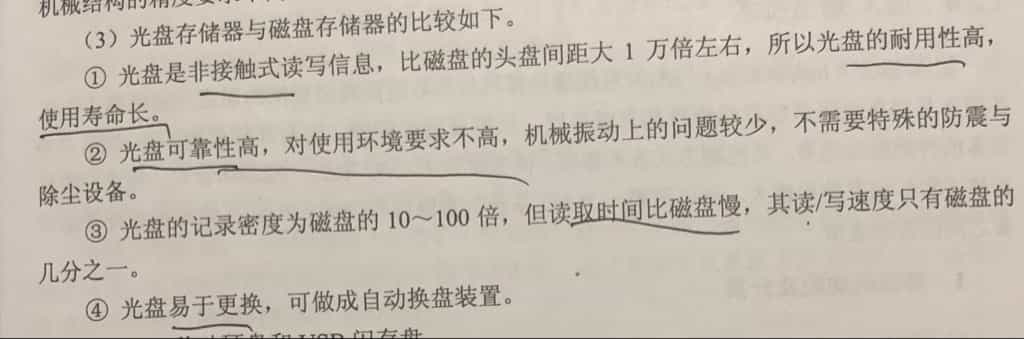 机械结构的精度要求
（3）光盘存储器与磁盘存储器的比较如下。
① 光盘是非接触式读写信息，比磁盘的头盘间距大 1 万倍左右，所以光盘的耐用性高，
使用寿命长。
② 光盘可靠性高，对使用环境要求不高，机械振动上的问题较少，不需要特殊的防震与
除尘设备。
③ 光盘的记录密度为磁盘的 10～100 倍，但读取时间比磁盘慢，其读/写速度只有磁盘的
几分之一。
④ 光盘易于更换，可做成自动换盘装置。
硬盘和 USB 闪存盘